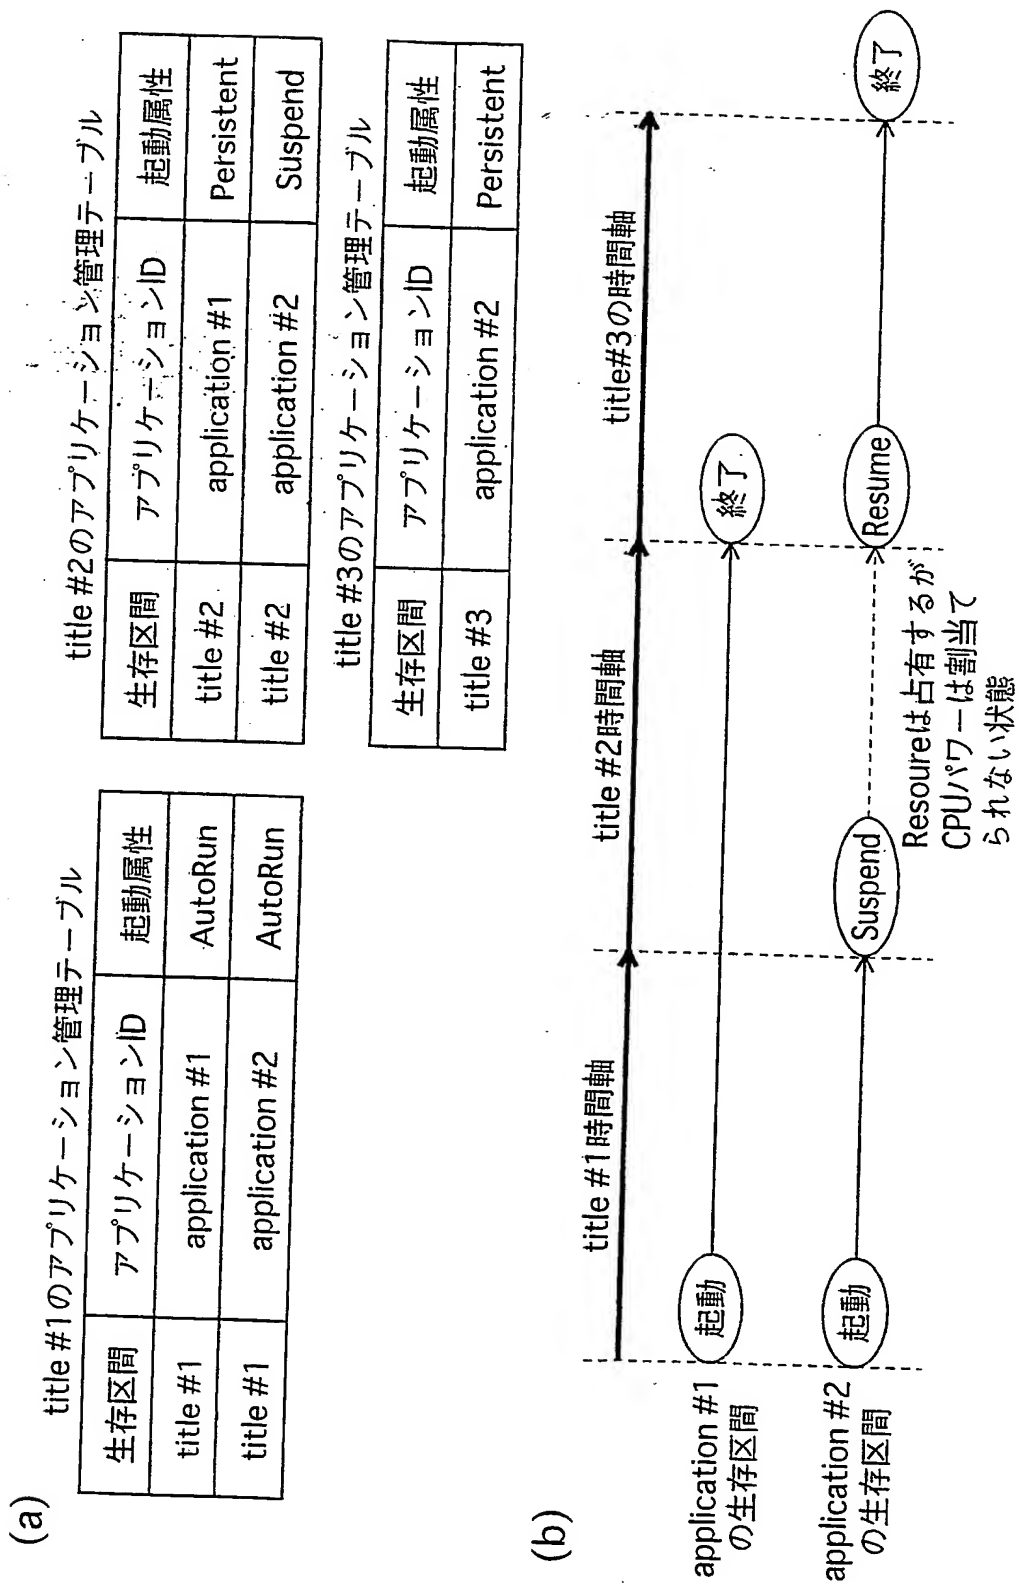 (a)
title #1のアプリケーション管理テーブル
生存区間 アプリケーションID 起動属性
title #1 application #1 AutoRun
title #1 application #2 AutoRun
title #2のアプリケーション管理テーブル
生存区間 アプリケーションID 起動属性
title #2 application #1 Persistent
title #2 application #2 Suspend
title #3のアプリケーション管理テーブル
生存区間 アプリケーションID 起動属性
title #3 application #2 Persistent
(b)
title #1時間軸 title #2時間軸 title#3の時間軸
application #1
の生存区間
起動 終了
application #2
の生存区間
起動 Suspend Resume 終了
Resoureは占有するが
CPUパワーは割当て
られない状態